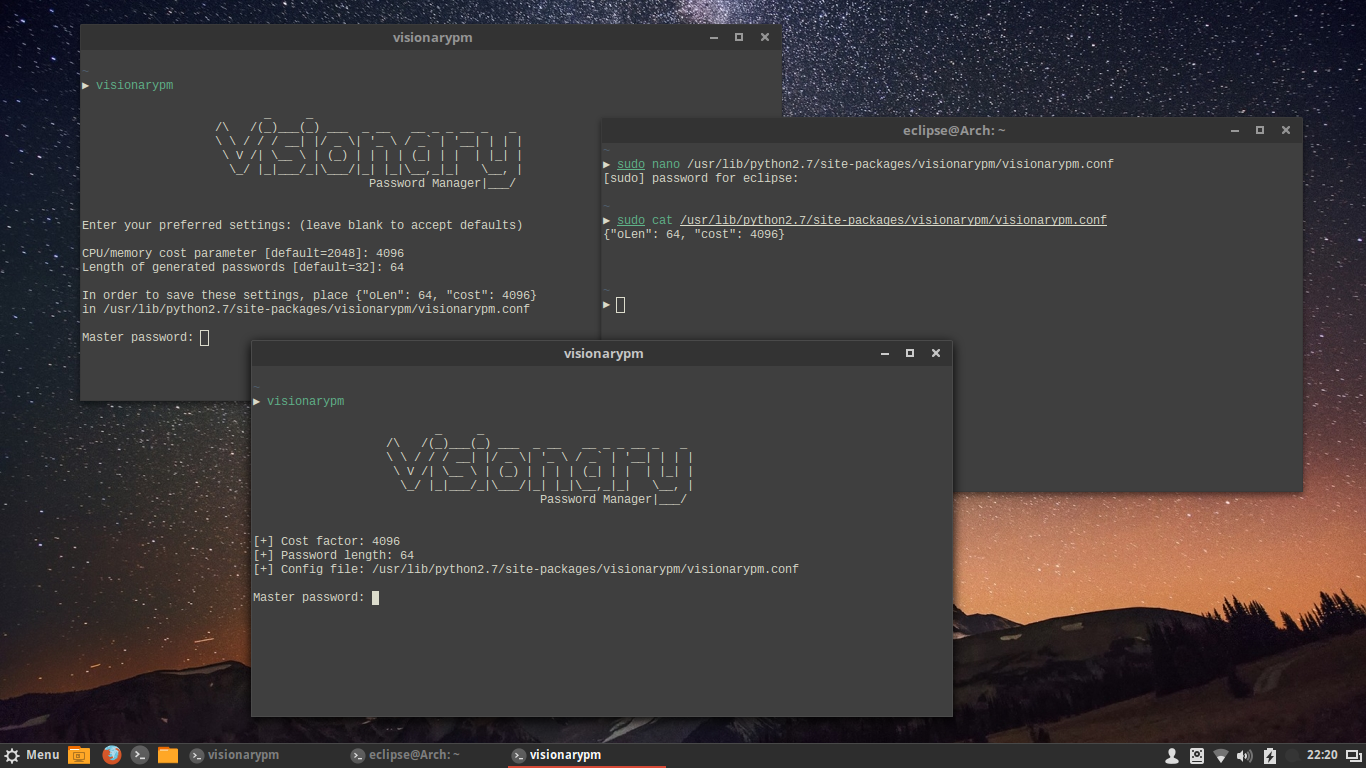 visionarypm
~
▶ visionarypm
Password Manager
Enter your preferred settings: (leave blank to accept defaults)
CPU/memory cost parameter [default=2048]: 4096
Length of generated passwords [default=32]: 64
In order to save these settings, place {"oLen": 64, "cost": 4096}
in /usr/lib/python2.7/site-packages/visionarypm/visionarypm.conf
Master password:
eclipse@Arch: ~
~
▶ sudo nano /usr/lib/python2.7/site-packages/visionarypm/visionarypm.conf
[sudo] password for eclipse:
~
▶ sudo cat /usr/lib/python2.7/site-packages/visionarypm/visionarypm.conf
{"oLen": 64, "cost": 4096}
~
▶
visionarypm
~
▶ visionarypm
Visionary
Password Manager
[+] Cost factor: 4096
[+] Password length: 64
[+] Config file: /usr/lib/python2.7/site-packages/visionarypm/visionarypm.conf
Master password:
Menu visionarypm eclipse@Arch: ~ visionarypm 22:20